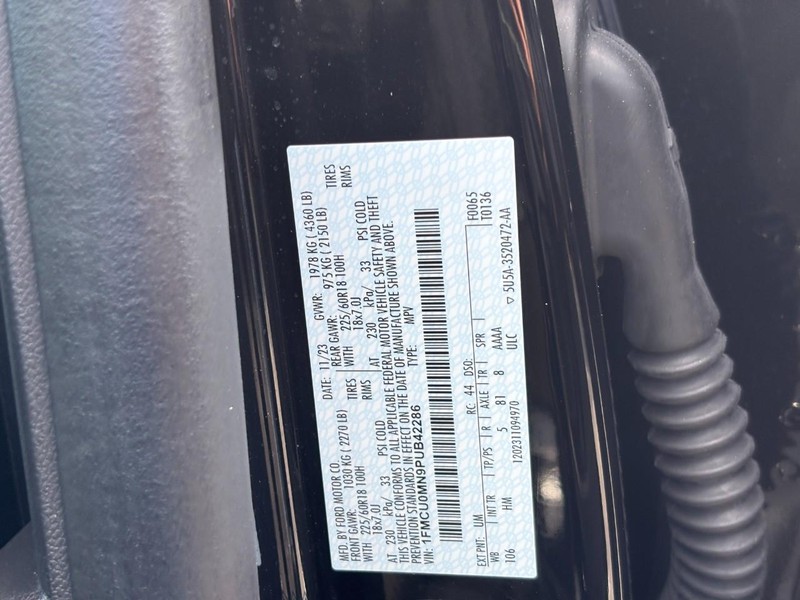 MFD. BY FORD MOTOR CO. DATE: 11/23 GVWR: 1978 KG ( 4360 LB)
FRONT GAWR: 1030 KG ( 2270 LB) REAR GAWR: 975 KG ( 2150 LB)
WITH 225/60R18 100H TIRES WITH 225/60R18 100H TIRES
18x7.0J RIMS 18x7.0J RIMS
AT 230 kPa/ 33 PSI COLD AT 230 kPa/ 33 PSI COLD
THIS VEHICLE CONFORMS TO ALL APPLICABLE FEDERAL MOTOR VEHICLE SAFETY AND THEFT
PREVENTION STANDARDS IN EFFECT ON THE DATE OF MANUFACTURE SHOWN ABOVE.
VIN: 1FMCU0MN9PUB42286 TYPE: MPV
F0065
T0136
EXT PNT: UM RC: 44 DSO:
WB INT TR TP/PS R AXLE TR SPR
106 HM 5 81 8 AAAA
ULC
1202311094970 5U5A-3520472-AA